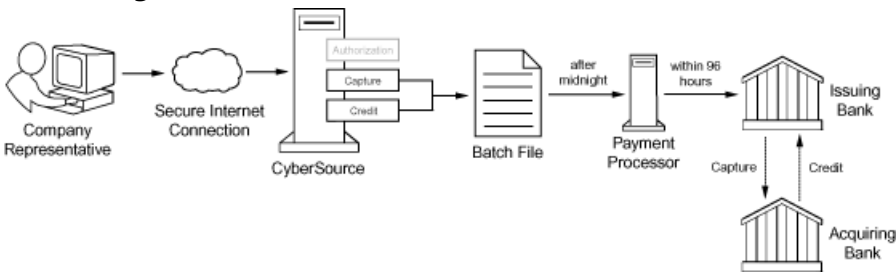 Company
Representative
Secure Internet
Connection
Authorization
Capture
Credit
CyberSource
Batch File
after
midnight
Payment
Processor
within 96
hours
Issuing
Bank
Capture
Credit
Acquiring
Bank